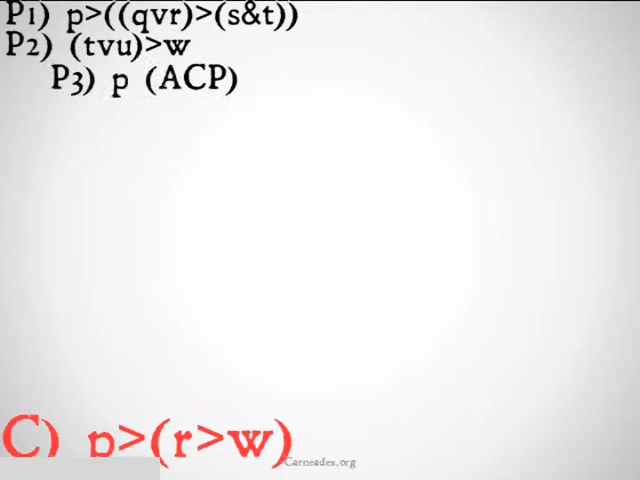 P1) p>((qvr)>(s&t))
P2) (tvu)>w
P3) p (ACP)
C) p>(r>w)
Carneades.org